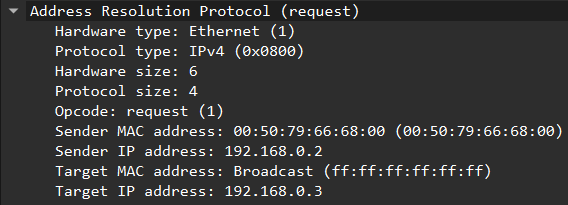 Address Resolution Protocol (request)
Hardware type: Ethernet (1)
Protocol type: IPv4 (0x0800)
Hardware size: 6
Protocol size: 4
Opcode: request (1)
Sender MAC address: 00:50:79:66:68:00 (00:50:79:66:68:00)
Sender IP address: 192.168.0.2
Target MAC address: Broadcast (ff:ff:ff:ff:ff:ff)
Target IP address: 192.168.0.3